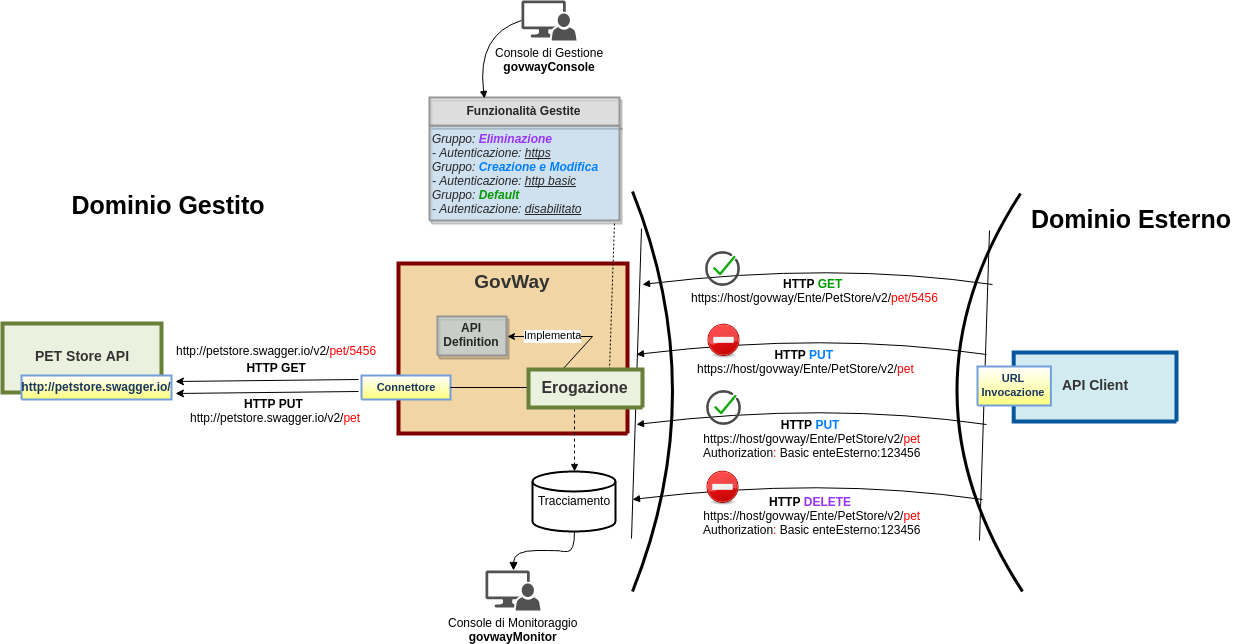 Console di Gestione
govwayConsole
Funzionalità Gestite
Gruppo: Eliminazione
- Autenticazione: https
Gruppo: Creazione e Modifica
- Autenticazione: http basic
Gruppo: Default
- Autenticazione: disabilitato
Dominio Gestito
Dominio Esterno
GovWay
API
Definition
Implementa
Erogazione
Connettore
PET Store API
http://petstore.swagger.io/
http://petstore.swagger.io/v2/pet/5456
HTTP GET
HTTP PUT
http://petstore.swagger.io/v2/pet
HTTP GET
https://host/govway/Ente/PetStore/v2/pet/5456
HTTP PUT
https://host/govway/Ente/PetStore/v2/pet
HTTP PUT
https://host/govway/Ente/PetStore/v2/pet
Authorization: Basic enteEsterno:123456
HTTP DELETE
https://host/govway/Ente/PetStore/v2/pet
Authorization: Basic enteEsterno:123456
URL
Invocazione
API Client
Tracciamento
Console di Monitoraggio
govwayMonitor